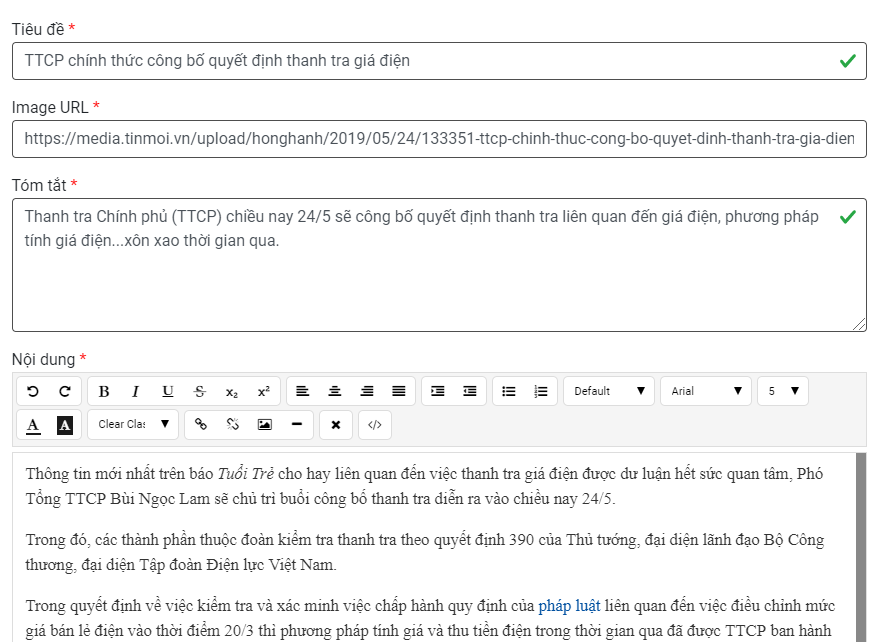 Tiêu đề *
TTCP chính thức công bố quyết định thanh tra giá điện
Image URL *
https://media.tinmoi.vn/upload/honghanh/2019/05/24/133351-ttcp-chinh-thuc-cong-bo-quyet-dinh-thanh-tra-gia-dien
Tóm tắt *
Thanh tra Chính phủ (TTCP) chiều nay 24/5 sẽ công bố quyết định thanh tra liên quan đến giá điện, phương pháp
tính giá điện...xôn xao thời gian qua.
Nội dung *
B I U S x₂ x² Default Arial 5
A A Clear Clas </>
Thông tin mới nhất trên báo Tuổi Trẻ cho hay liên quan đến việc thanh tra giá điện được dư luận hết sức quan tâm, Phó
Tổng TTCP Bùi Ngọc Lam sẽ chủ trì buổi công bố thanh tra diễn ra vào chiều nay 24/5.
Trong đó, các thành phần thuộc đoàn kiểm tra thanh tra theo quyết định 390 của Thủ tướng, đại diện lãnh đạo Bộ Công
thương, đại diện Tập đoàn Điện lực Việt Nam.
Trong quyết định về việc kiểm tra và xác minh việc chấp hành quy định của pháp luật liên quan đến việc điều chỉnh mức
giá bán lẻ điện vào thời điểm 20/3 thì phương pháp tính giá và thu tiền điện trong thời gian qua đã được TTCP ban hành